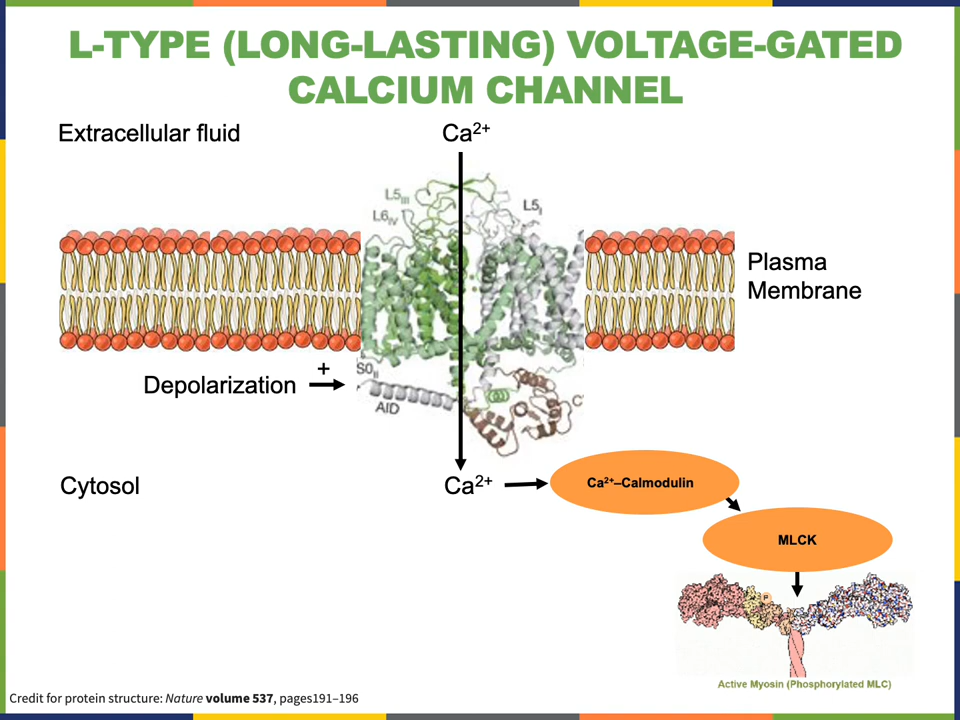 L-TYPE (LONG-LASTING) VOLTAGE-GATED
CALCIUM CHANNEL
Extracellular fluid
Ca²⁺
L5III
L6IV
L5I
Plasma
Membrane
Depolarization
+
S0II
AID
C
Cytosol
Ca²⁺
Ca²⁺–Calmodulin
MLCK
P
Active Myosin (Phosphorylated MLC)
Credit for protein structure: Nature volume 537, pages191–196